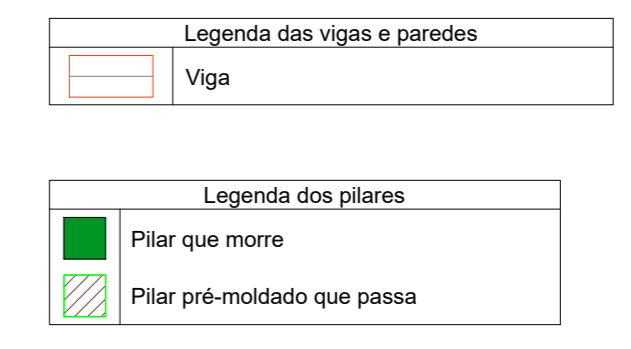 Legenda das vigas e paredes
Viga
Legenda dos pilares
Pilar que morre
Pilar pré-moldado que passa